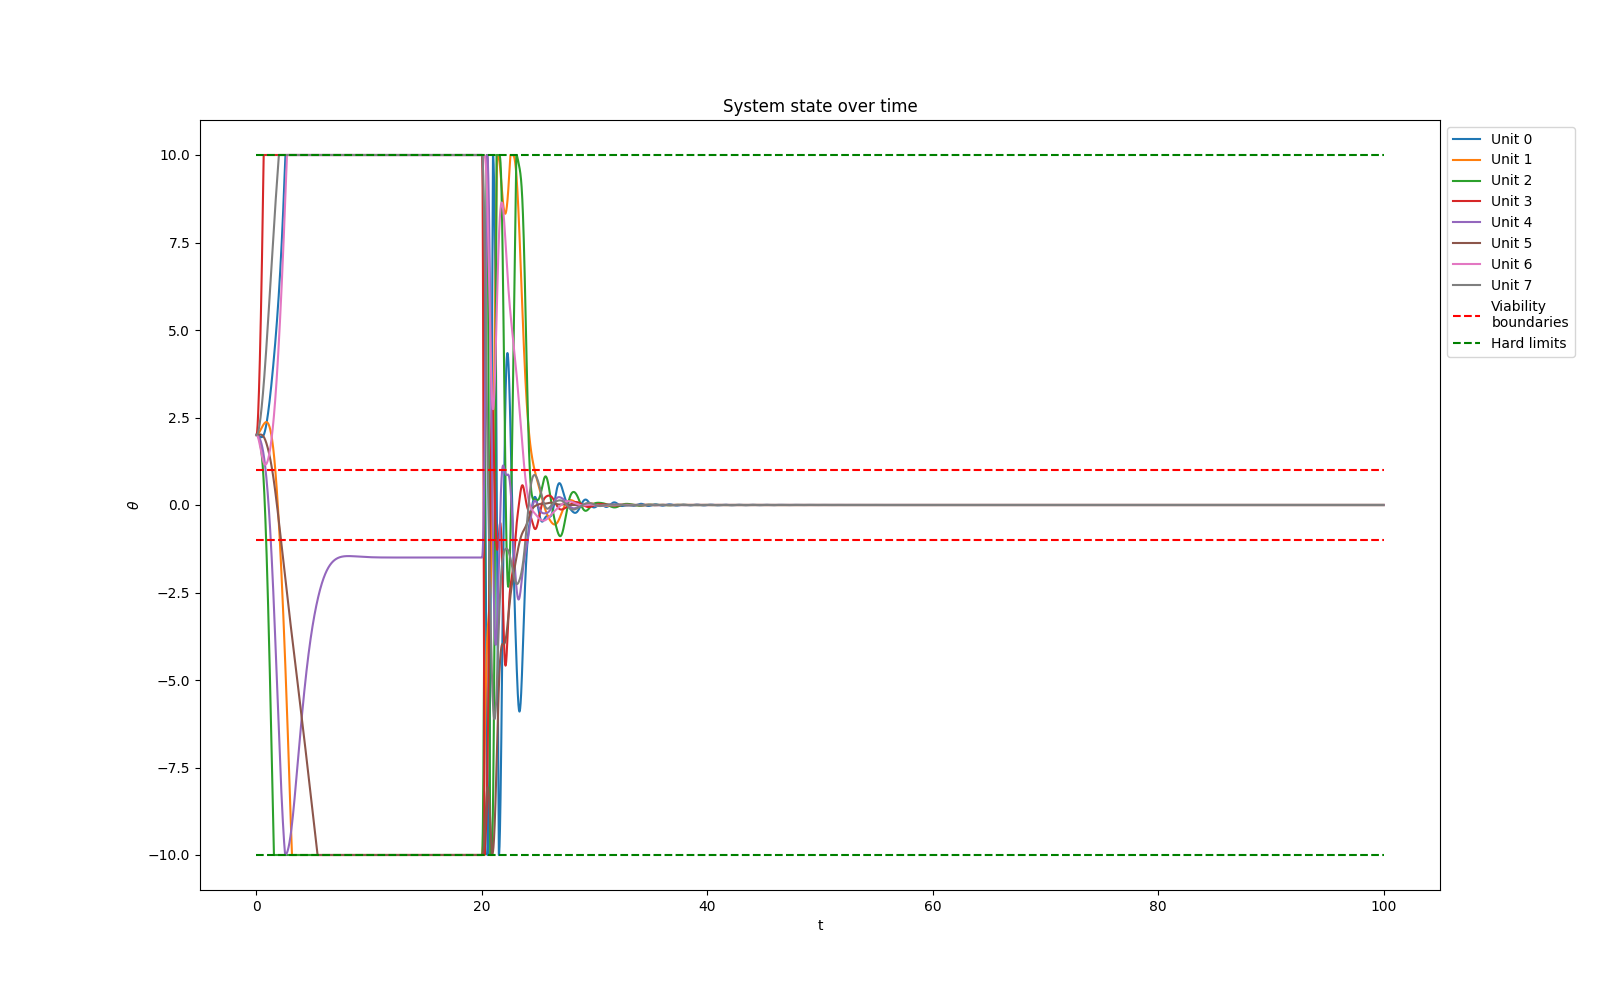 System state over time
10.0
7.5
5.0
2.5
0.0
−2.5
−5.0
−7.5
−10.0
θ
0
20
40
60
80
100
t
Unit 0
Unit 1
Unit 2
Unit 3
Unit 4
Unit 5
Unit 6
Unit 7
Viability
boundaries
Hard limits